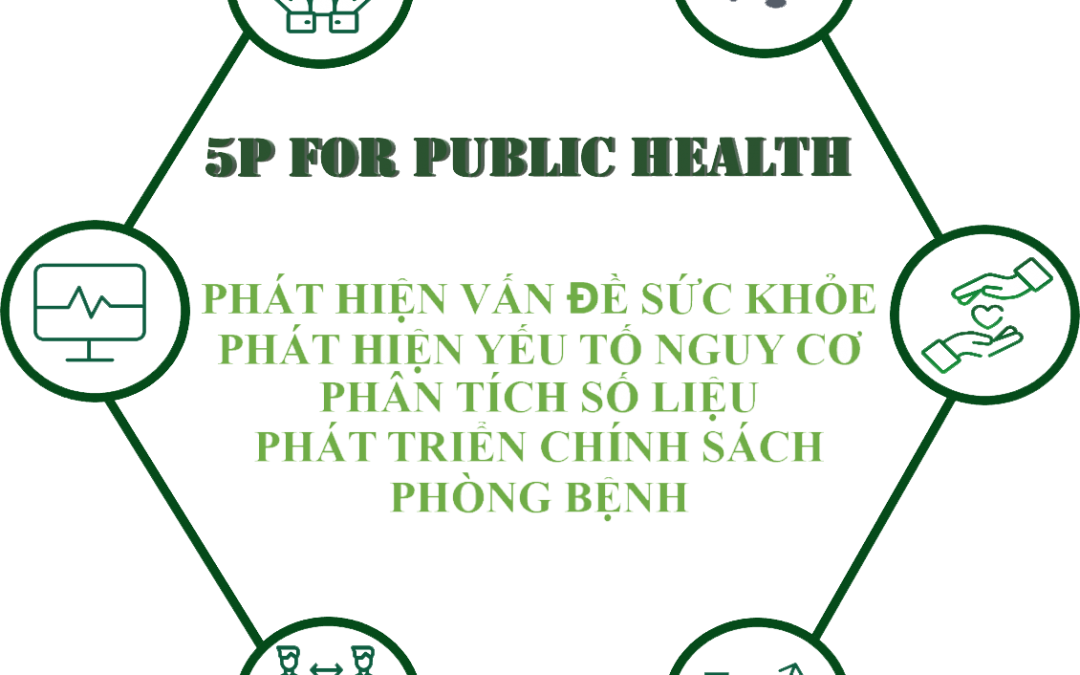 5P FOR PUBLIC HEALTH
PHÁT HIỆN VẤN ĐỀ SỨC KHỎE
PHÁT HIỆN YẾU TỐ NGUY CƠ
PHÂN TÍCH SỐ LIỆU
PHÁT TRIỂN CHÍNH SÁCH
PHÒNG BỆNH